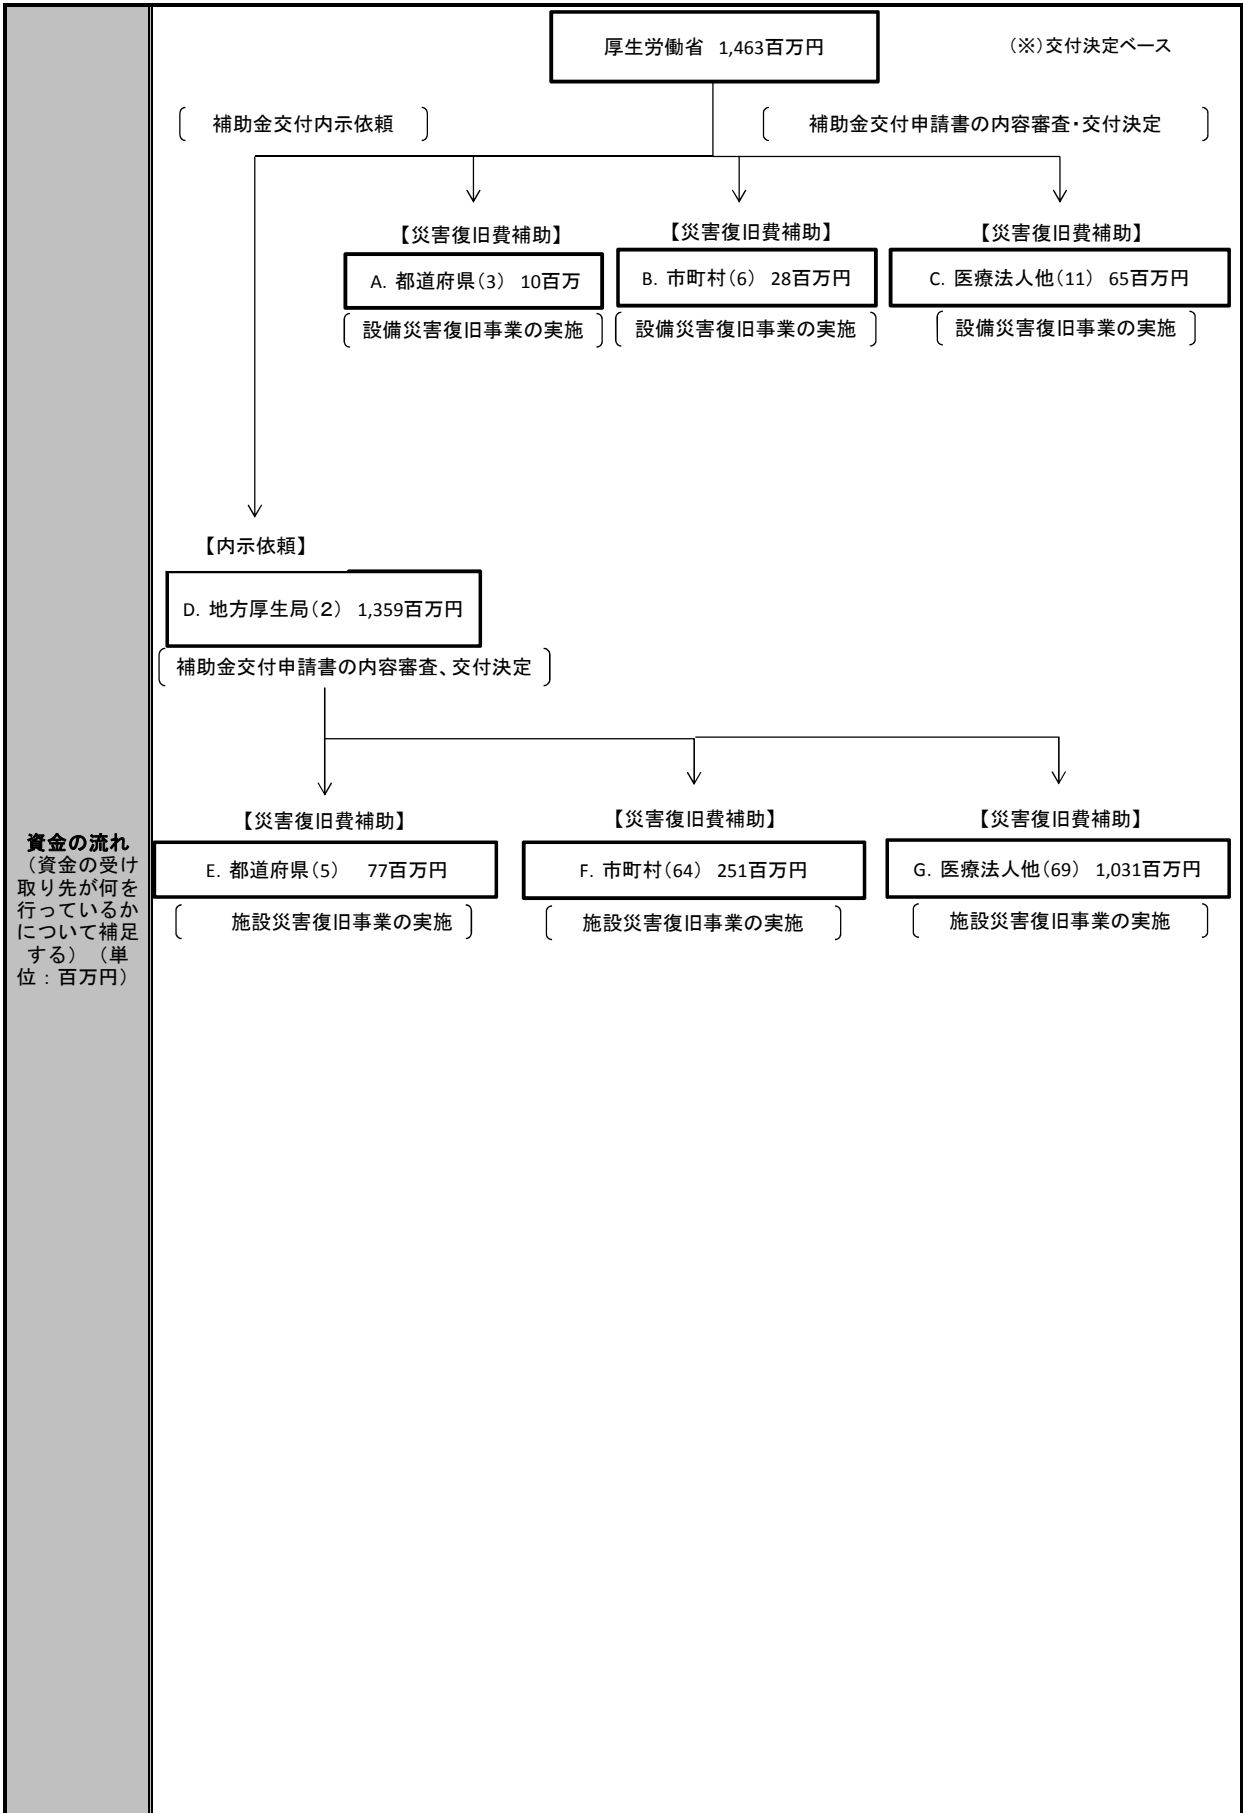 厚生労働省 1,463百万円
(※)交付決定ベース
補助金交付内示依頼
補助金交付申請書の内容審査・交付決定
【災害復旧費補助】
【災害復旧費補助】
【災害復旧費補助】
A. 都道府県(3) 10百万
B. 市町村(6) 28百万円
C. 医療法人他(11) 65百万円
設備災害復旧事業の実施
設備災害復旧事業の実施
設備災害復旧事業の実施
【内示依頼】
D. 地方厚生局(2) 1,359百万円
補助金交付申請書の内容審査、交付決定
【災害復旧費補助】
【災害復旧費補助】
【災害復旧費補助】
E. 都道府県(5) 77百万円
F. 市町村(64) 251百万円
G. 医療法人他(69) 1,031百万円
施設災害復旧事業の実施
施設災害復旧事業の実施
施設災害復旧事業の実施
資金の流れ
(資金の受け
取り先が何を
行っているか
について補足
する) (単
位:百万円)